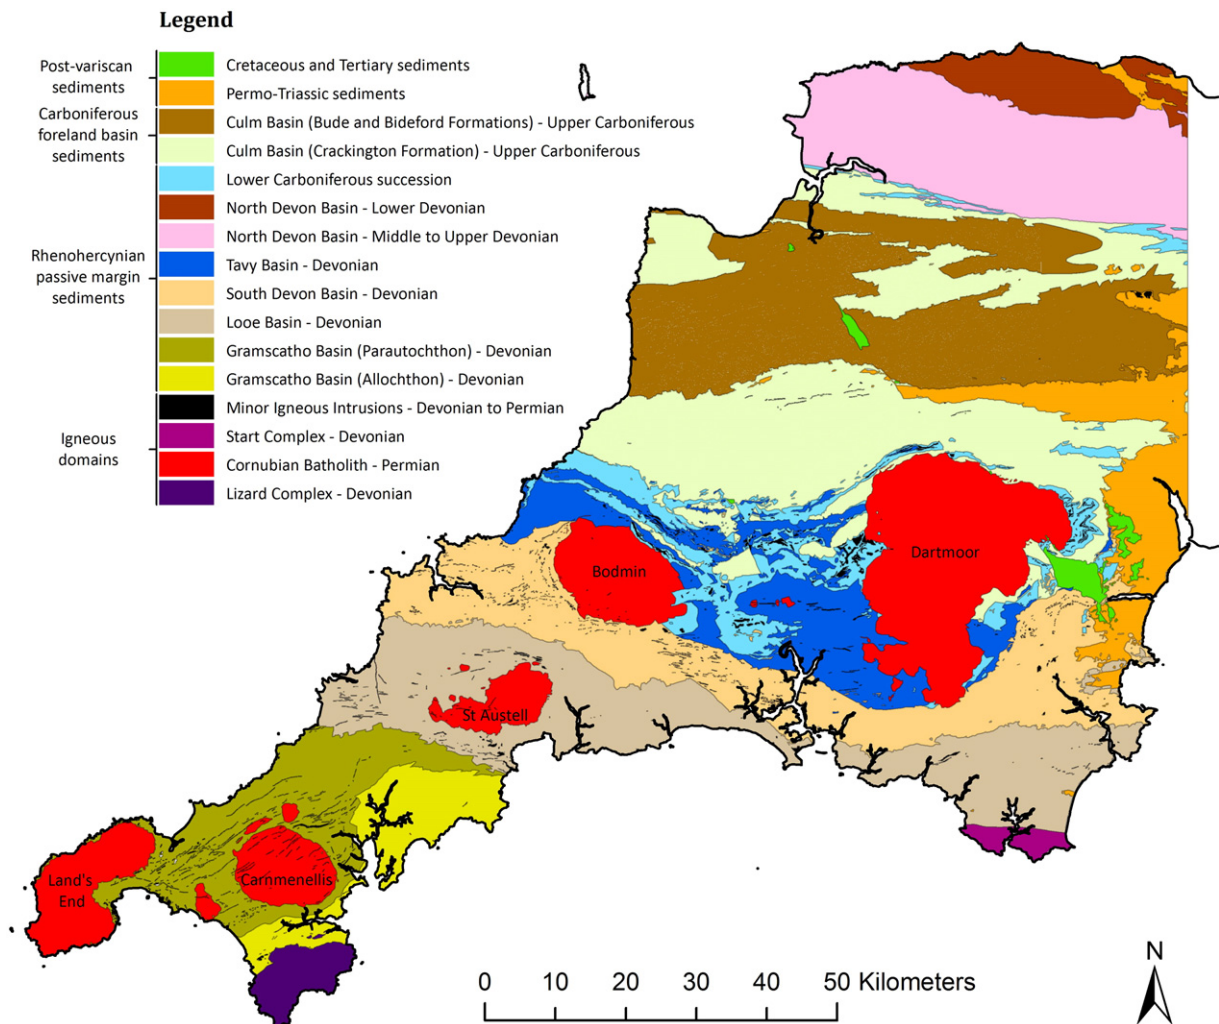 Legend
Post-variscan
sediments
Cretaceous and Tertiary sediments
Permo-Triassic sediments
Carboniferous
foreland basin
sediments
Culm Basin (Bude and Bideford Formations) - Upper Carboniferous
Culm Basin (Crackington Formation) - Upper Carboniferous
Rhenohercynian
passive margin
sediments
Lower Carboniferous succession
North Devon Basin - Lower Devonian
North Devon Basin - Middle to Upper Devonian
Tavy Basin - Devonian
South Devon Basin - Devonian
Looe Basin - Devonian
Gramscatho Basin (Parautochthon) - Devonian
Gramscatho Basin (Allochthon) - Devonian
Igneous
domains
Minor Igneous Intrusions - Devonian to Permian
Start Complex - Devonian
Cornubian Batholith - Permian
Lizard Complex - Devonian
Dartmoor
Bodmin
St Austell
Carnmenellis
Land's
End
N
0 10 20 30 40 50 Kilometers